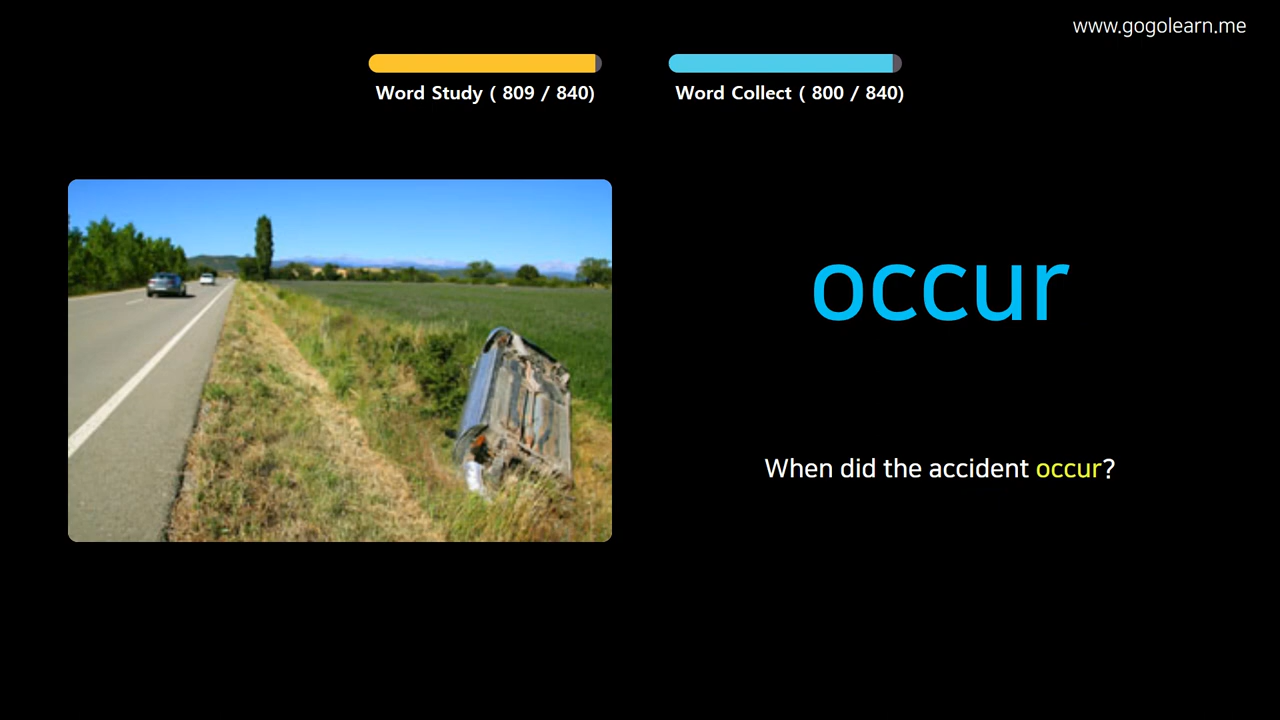 www.gogolearn.me
Word Study ( 809 / 840)
Word Collect ( 800 / 840)
occur
When did the accident occur?